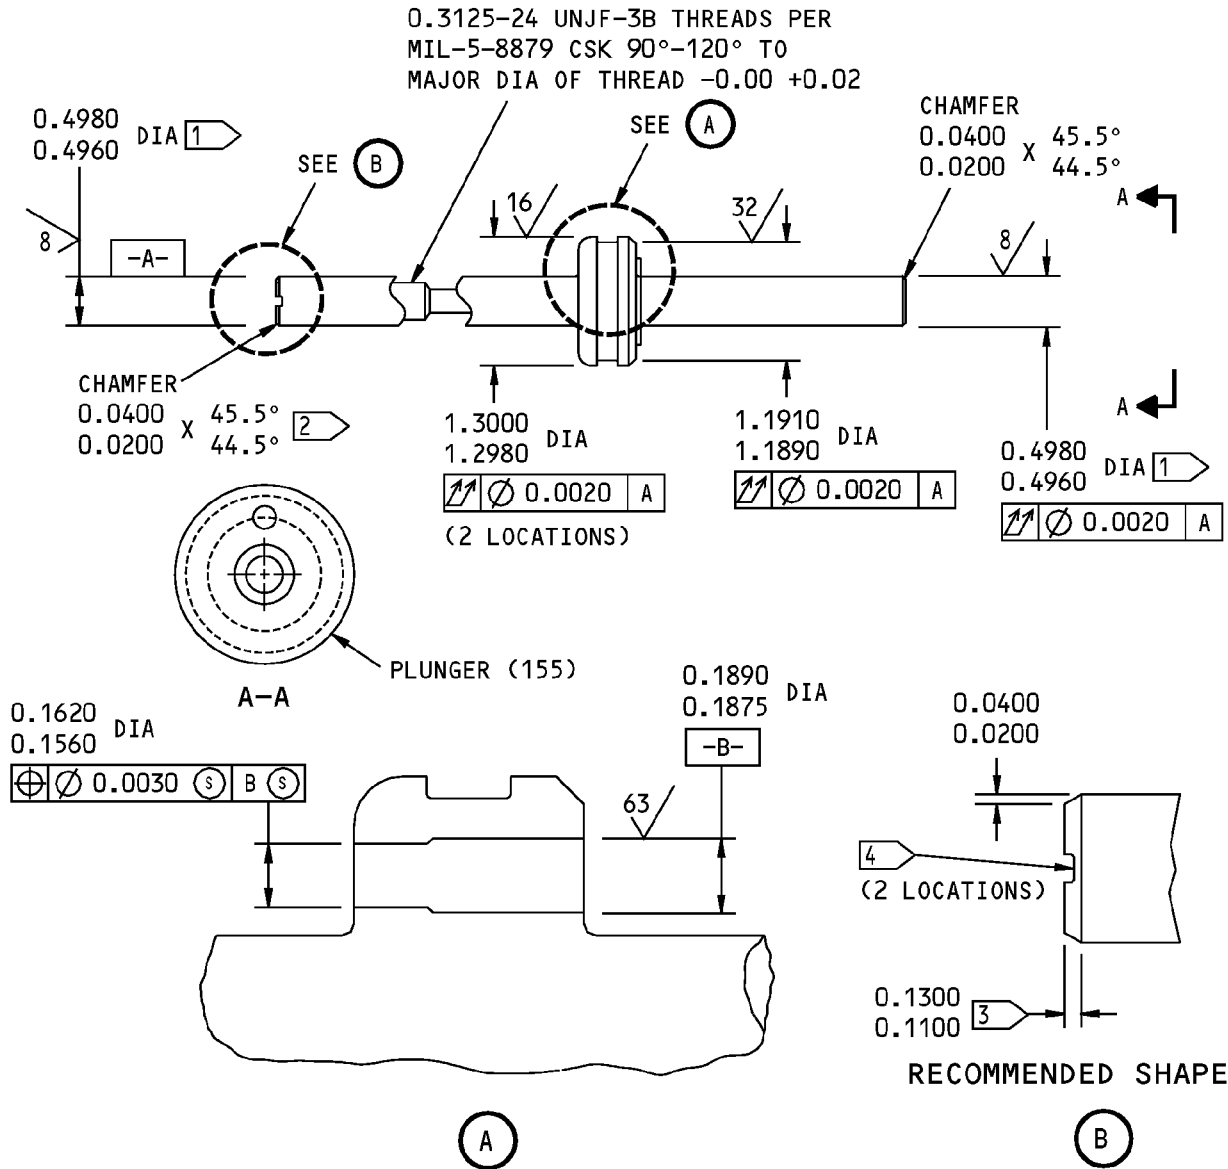 0.3125-24 UNJF-3B THREADS PER
MIL-5-8879 CSK 90°-120° TO
MAJOR DIA OF THREAD -0.00 +0.02
0.4980
0.4960
DIA
1
SEE B
SEE A
CHAMFER
0.0400
0.0200
X
45.5°
44.5°
A
8
-A-
16
32
8
CHAMFER
0.0400
0.0200
X
45.5°
44.5°
2
1.3000
1.2980
DIA
⌀ 0.0020 A
(2 LOCATIONS)
1.1910
1.1890
DIA
⌀ 0.0020 A
A
0.4980
0.4960
DIA
1
⌀ 0.0020 A
PLUNGER (155)
A-A
0.1620
0.1560
DIA
⌖ ⌀ 0.0030 Ⓢ B Ⓢ
0.1890
0.1875
DIA
-B-
63
0.0400
0.0200
4
(2 LOCATIONS)
0.1300
0.1100
3
RECOMMENDED SHAPE
A
B